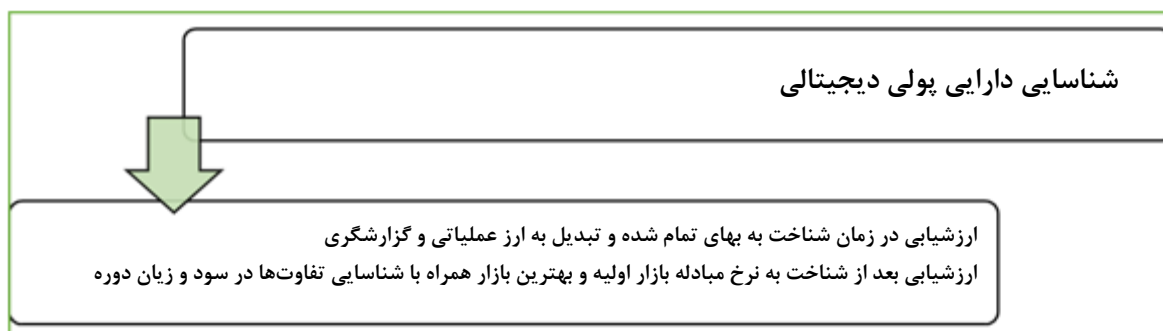 شناسایی دارایی پولی دیجیتالی
ارزشیابی در زمان شناخت به بهای تمام شده و تبدیل به ارز عملیاتی و گزارشگری
ارزشیابی بعد از شناخت به نرخ مبادله بازار اولیه و بهترین بازار همراه با شناسایی تفاوت‌ها در سود و زیان دوره